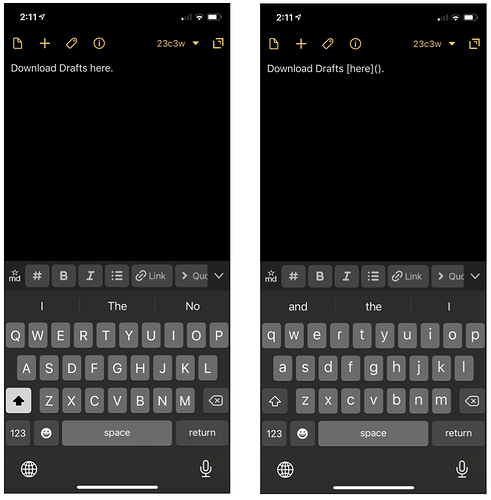 2:11
23c3w
Download Drafts here.
md # B I Link Quo
I The No
Q W E R T Y U I O P
A S D F G H J K L
Z X C V B N M
123 space return
2:11
23c3w
Download Drafts [here]().
md # B I Link Quo
and the I
q w e r t y u i o p
a s d f g h j k l
z x c v b n m
123 space return